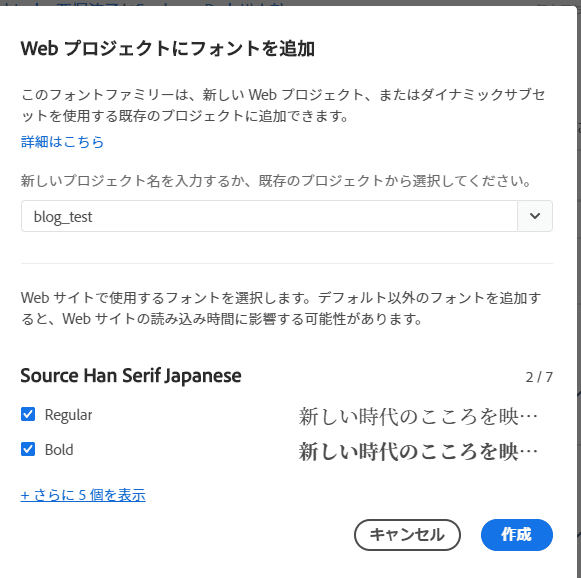 Web プロジェクトにフォントを追加
このフォントファミリーは、新しい Web プロジェクト、またはダイナミックサブセ
ットを使用する既存のプロジェクトに追加できます。
詳細はこちら
新しいプロジェクト名を入力するか、既存のプロジェクトから選択してください。
blog_test
Web サイトで使用するフォントを選択します。デフォルト以外のフォントを追加す
ると、Web サイトの読み込み時間に影響する可能性があります。
Source Han Serif Japanese 2 / 7
Regular 新しい時代のこころを映…
Bold 新しい時代のこころを映…
+ さらに 5 個を表示
キャンセル 作成